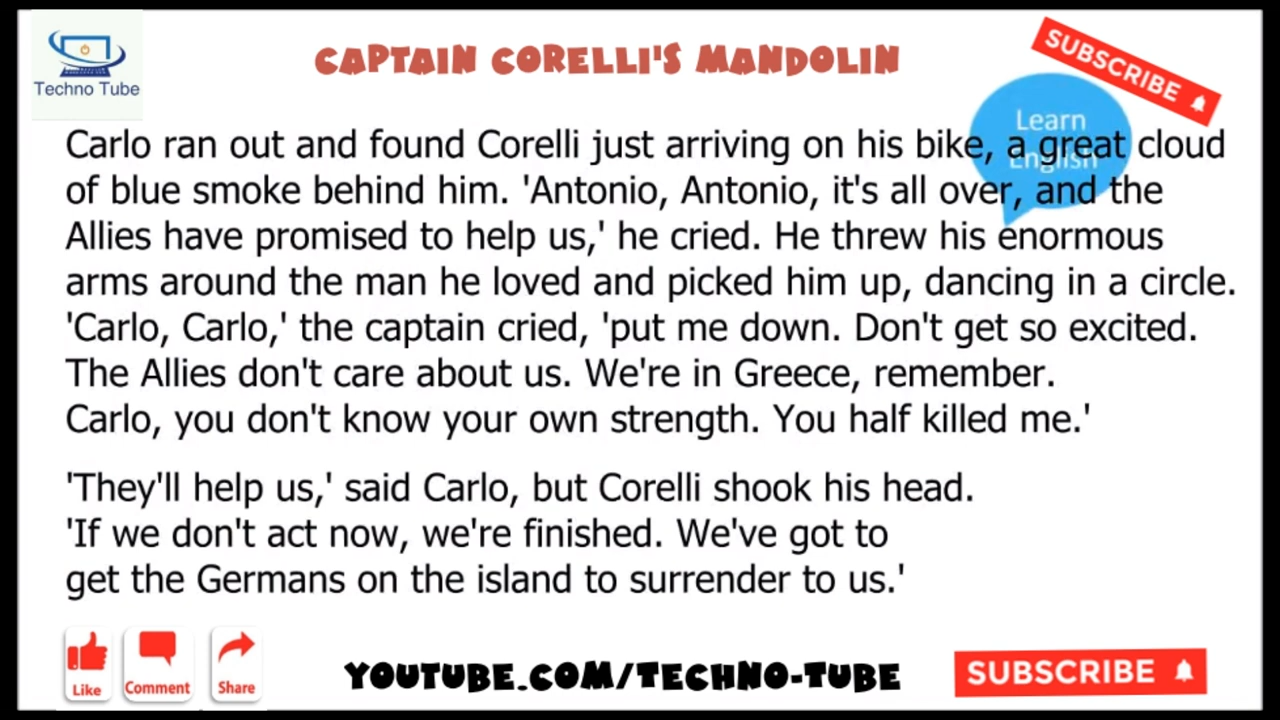 Techno Tube
CAPTAIN CORELLI'S MANDOLIN
SUBSCRIBE
Learn
English
Carlo ran out and found Corelli just arriving on his bike, a great cloud
of blue smoke behind him. 'Antonio, Antonio, it's all over, and the
Allies have promised to help us,' he cried. He threw his enormous
arms around the man he loved and picked him up, dancing in a circle.
'Carlo, Carlo,' the captain cried, 'put me down. Don't get so excited.
The Allies don't care about us. We're in Greece, remember.
Carlo, you don't know your own strength. You half killed me.'
'They'll help us,' said Carlo, but Corelli shook his head.
'If we don't act now, we're finished. We've got to
get the Germans on the island to surrender to us.'
Like
Comment
Share
YOUTUBE.COM/TECHNO-TUBE
SUBSCRIBE